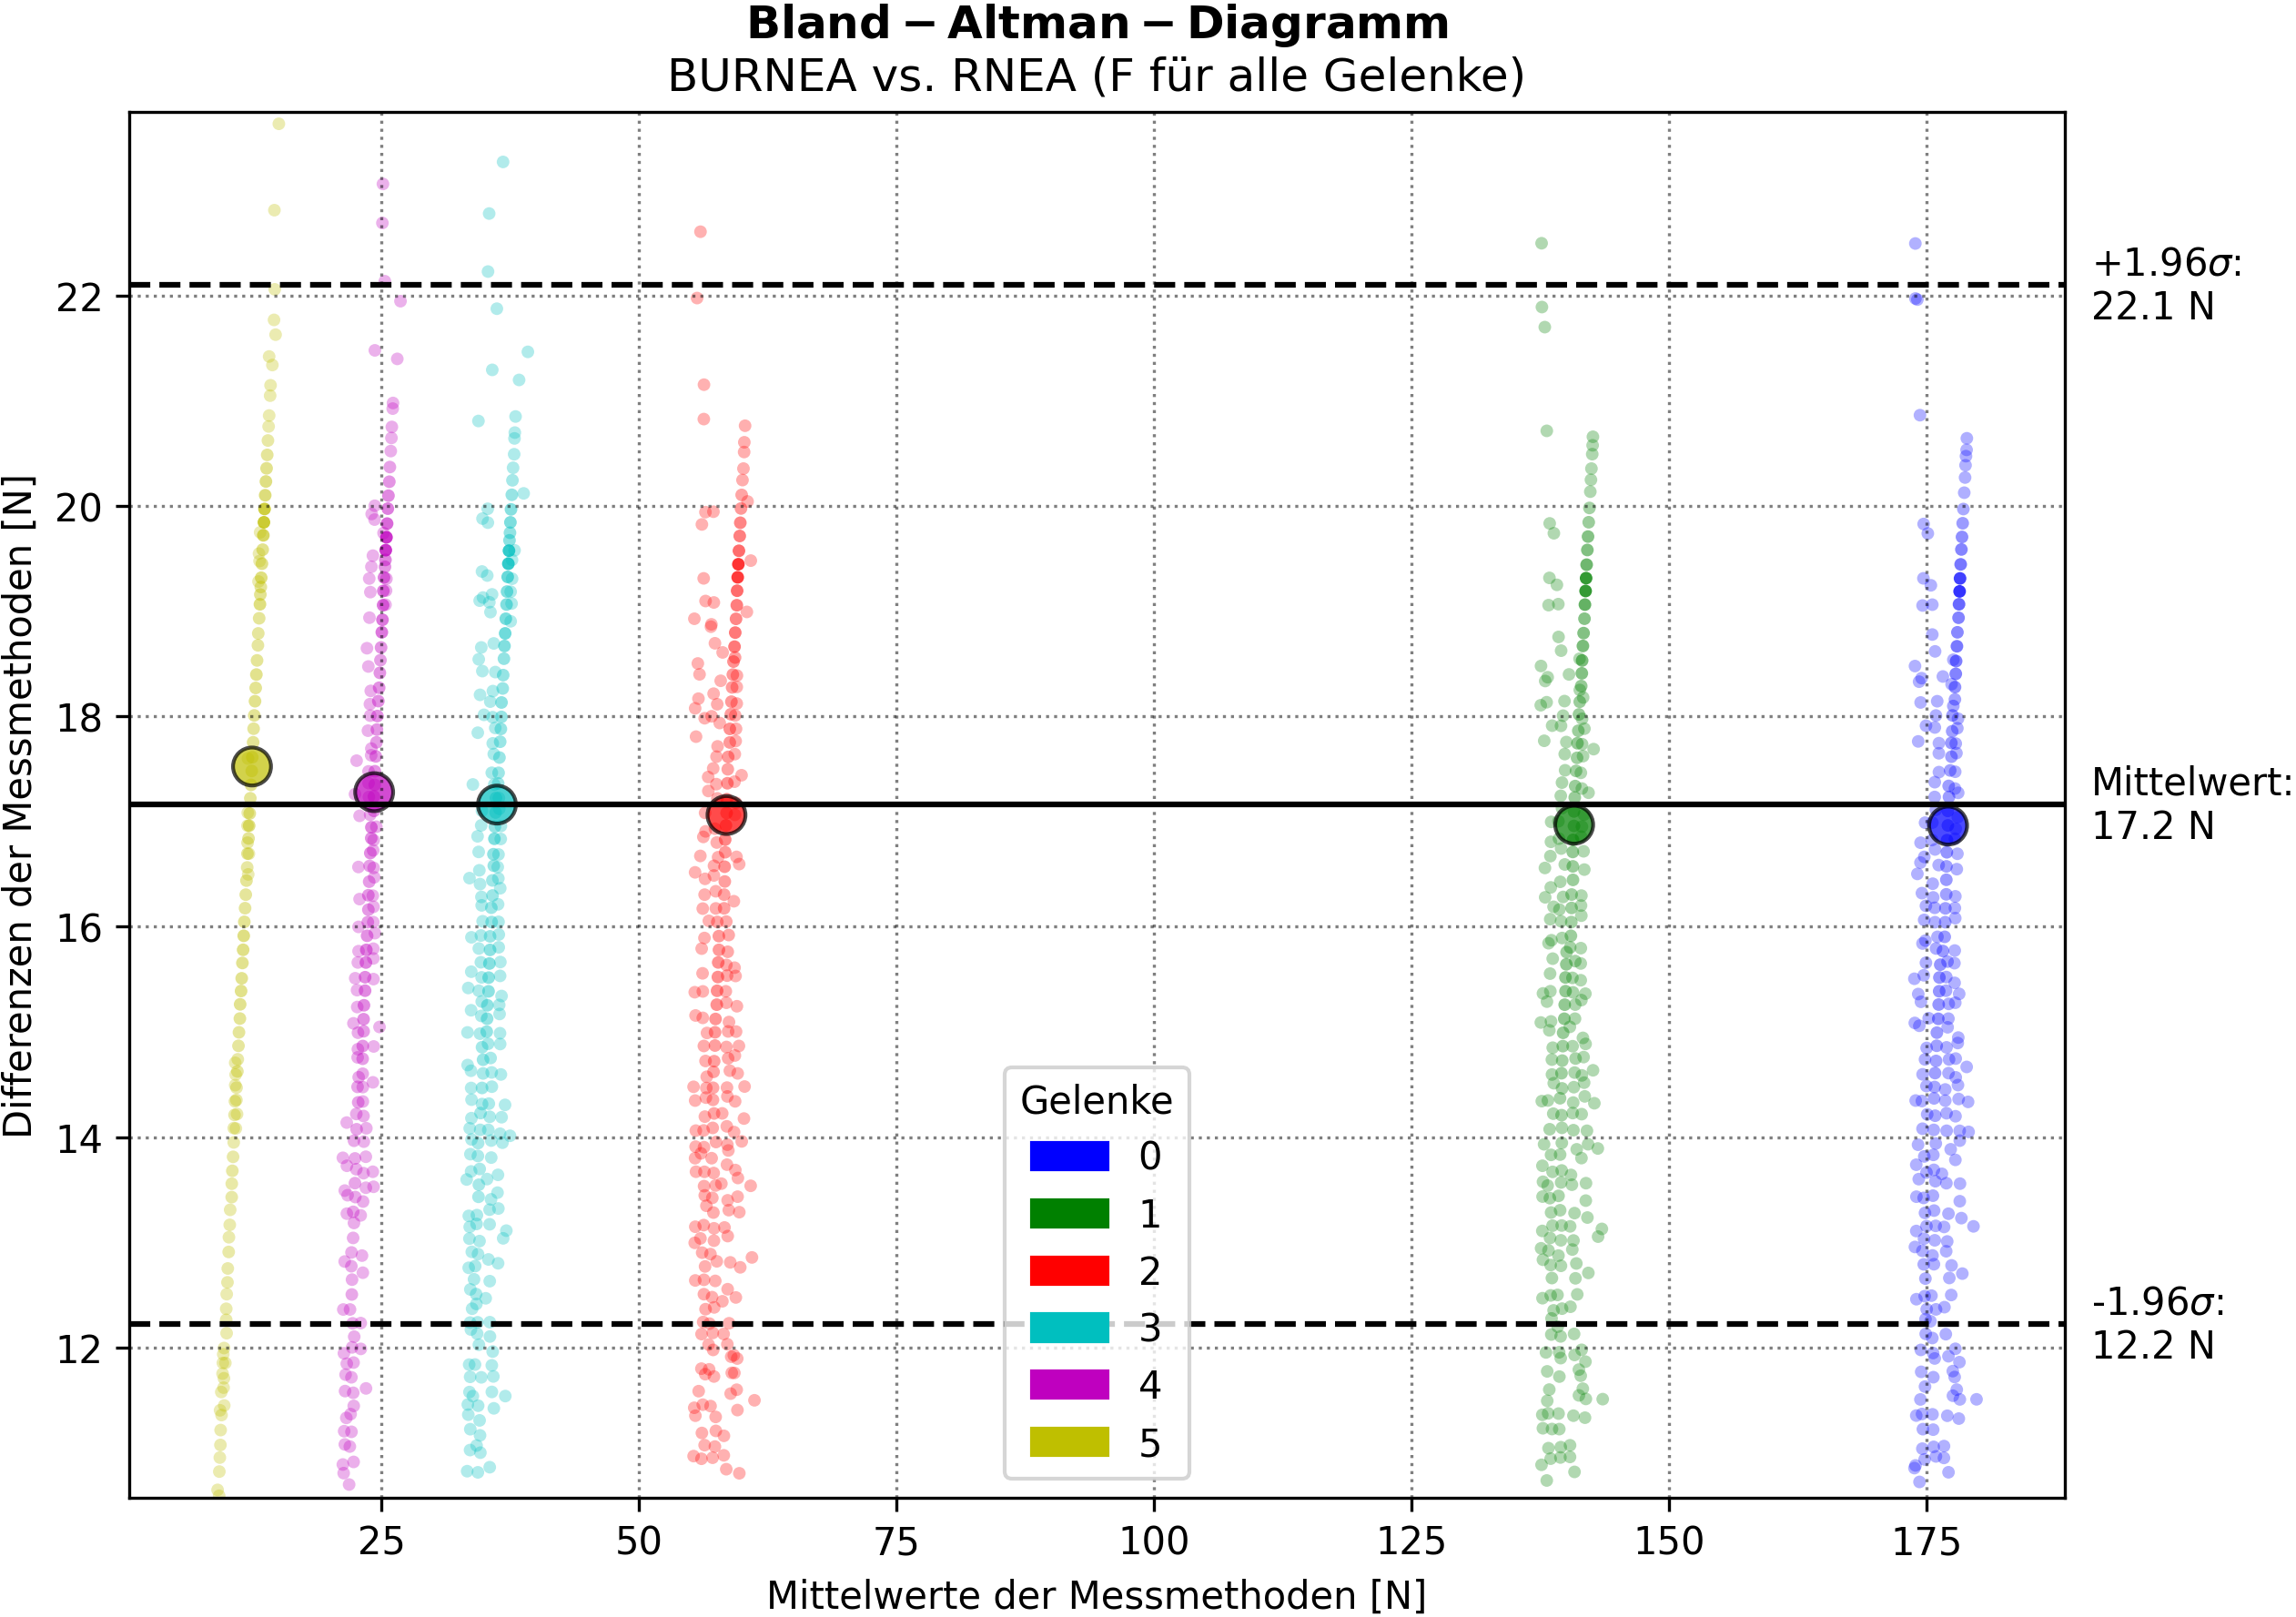 Bland − Altman − Diagramm
BURNEA vs. RNEA (F für alle Gelenke)
Differenzen der Messmethoden [N]
22
20
18
16
14
12
+1.96σ:
22.1 N
Mittelwert:
17.2 N
-1.96σ:
12.2 N
Gelenke
0
1
2
3
4
5
25
50
75
100
125
150
175
Mittelwerte der Messmethoden [N]